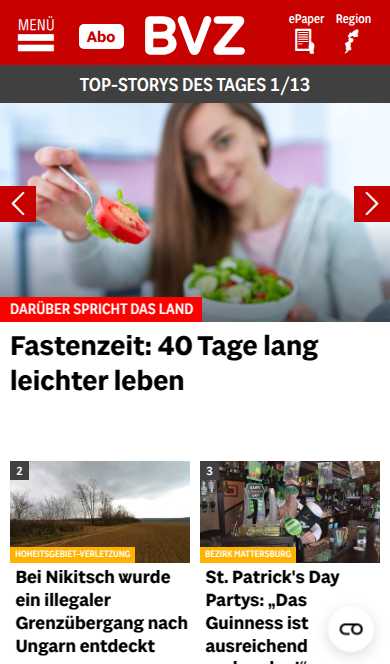 MENÜ
Abo
BVZ
ePaper
Region
TOP-STORYS DES TAGES 1/13
DARÜBER SPRICHT DAS LAND
Fastenzeit: 40 Tage lang
leichter leben
2
HOHEITSGEBIET-VERLETZUNG
Bei Nikitsch wurde
ein illegaler
Grenzübergang nach
Ungarn entdeckt
3
BEZIRK MATTERSBURG
St. Patrick's Day
Partys: „Das
Guinness ist
ausreichend